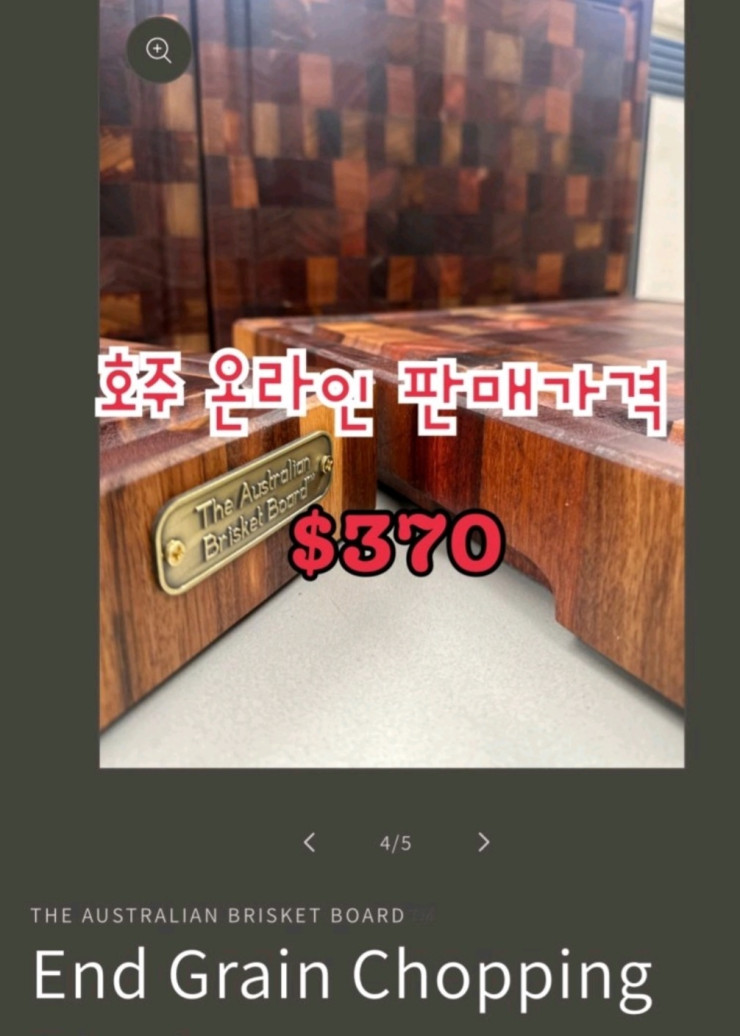 호주 온라인 판매가격
The Australian
Brisket Board™
$370
4/5
THE AUSTRALIAN BRISKET BOARD™
End Grain Chopping